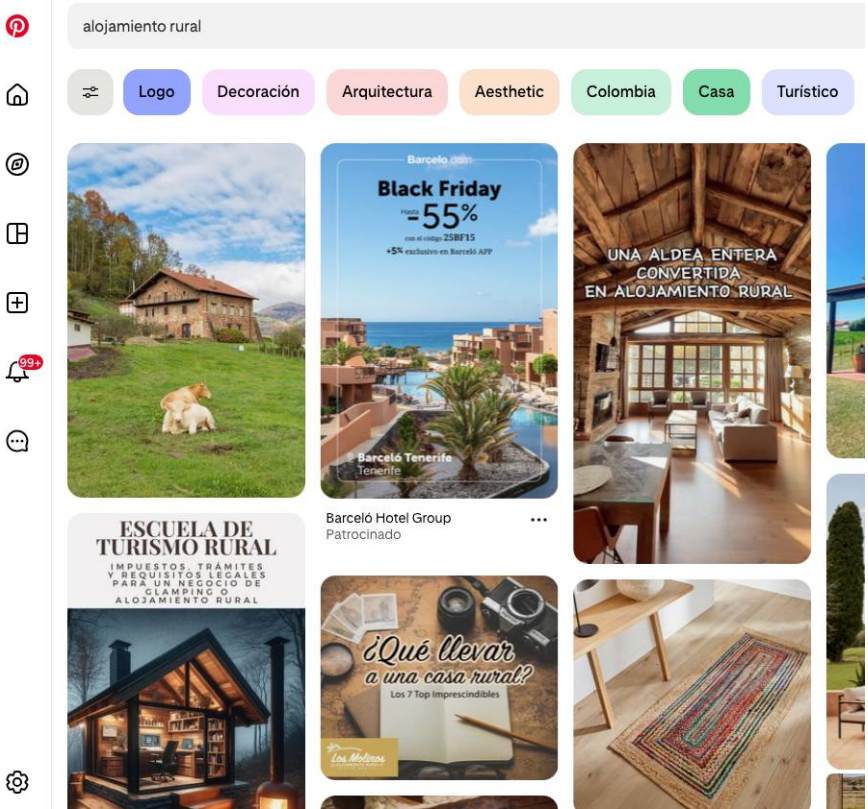 alojamiento rural
Logo
Decoración
Arquitectura
Aesthetic
Colombia
Casa
Turístico
99+
Barcelo.com
Black Friday
Hasta
-55%
con el código 25BF15
+5% exclusivo en Barceló APP
Barceló Tenerife
Tenerife
Barceló Hotel Group
Patrocinado
UNA ALDEA ENTERA
CONVERTIDA
EN ALOJAMIENTO RURAL
ESCUELA DE
TURISMO RURAL
IMPUESTOS, TRÁMITES
Y REQUISITOS LEGALES
PARA UN NEGOCIO DE
GLAMPING O
ALOJAMIENTO RURAL
¿Qué llevar
a una casa rural?
Los 7 Top Imprescindibles
Los Molinos